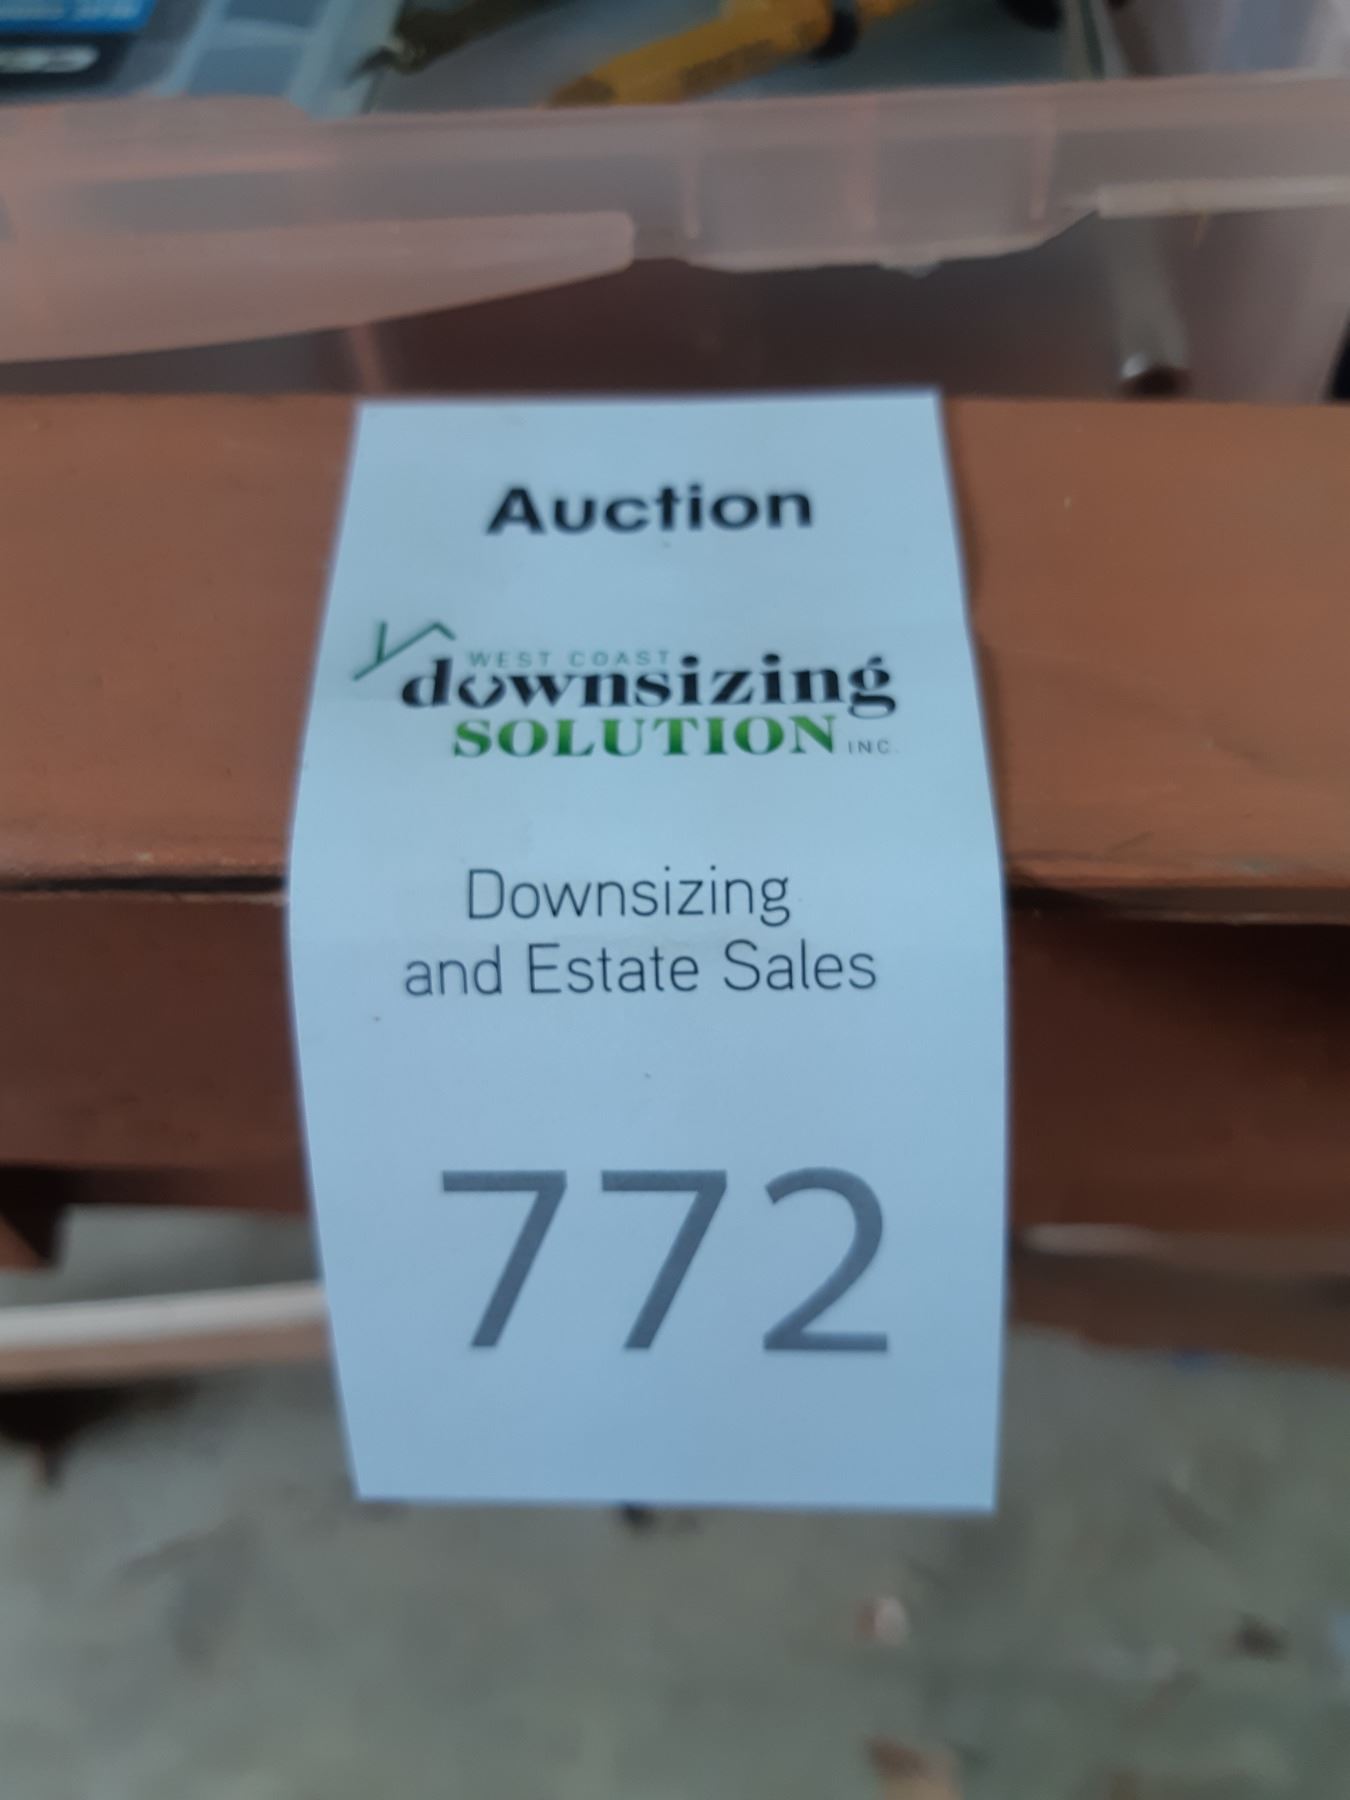 Auction
WEST COAST
downsizing
SOLUTION INC.
Downsizing
and Estate Sales
772